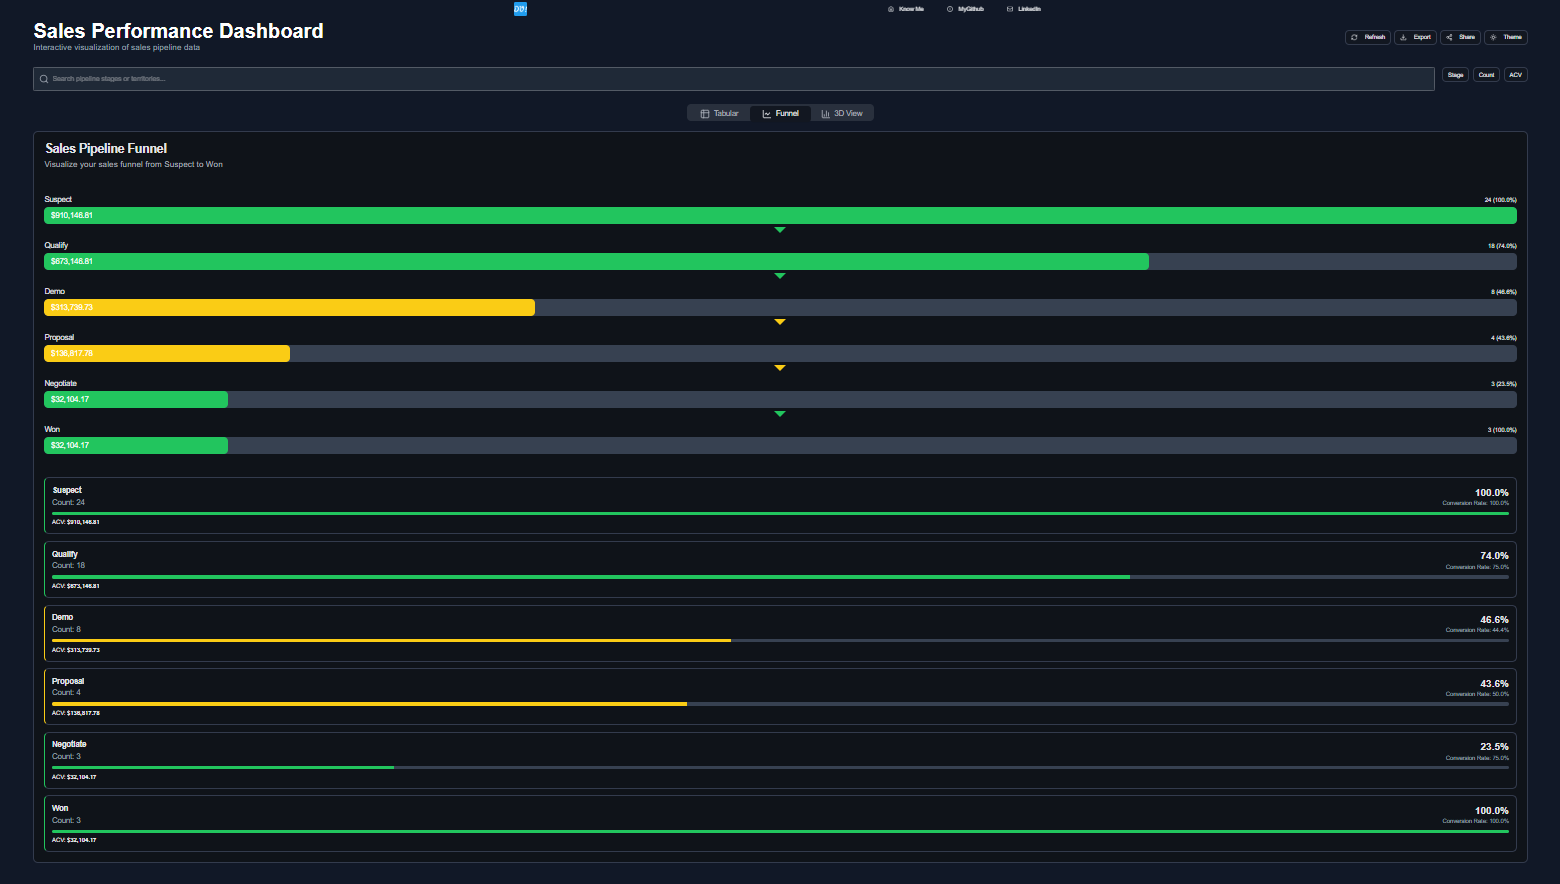 Know Me
MyGithub
LinkedIn
Sales Performance Dashboard
Interactive visualization of sales pipeline data
Refresh
Export
Share
Theme
Search pipeline stages or territories...
Stage
Count
ACV
Tabular
Funnel
3D View
Sales Pipeline Funnel
Visualize your sales funnel from Suspect to Won
Suspect
24 (100.0%)
$910,146.81
Qualify
18 (74.0%)
$673,146.81
Demo
8 (46.6%)
$313,739.73
Proposal
4 (43.6%)
$136,817.78
Negotiate
3 (23.5%)
$32,104.17
Won
3 (100.0%)
$32,104.17
Suspect
100.0%
Count: 24
Conversion Rate: 100.0%
ACV: $910,146.81
Qualify
74.0%
Count: 18
Conversion Rate: 75.0%
ACV: $673,146.81
Demo
46.6%
Count: 8
Conversion Rate: 44.4%
ACV: $313,739.73
Proposal
43.6%
Count: 4
Conversion Rate: 50.0%
ACV: $136,817.78
Negotiate
23.5%
Count: 3
Conversion Rate: 75.0%
ACV: $32,104.17
Won
100.0%
Count: 3
Conversion Rate: 100.0%
ACV: $32,104.17